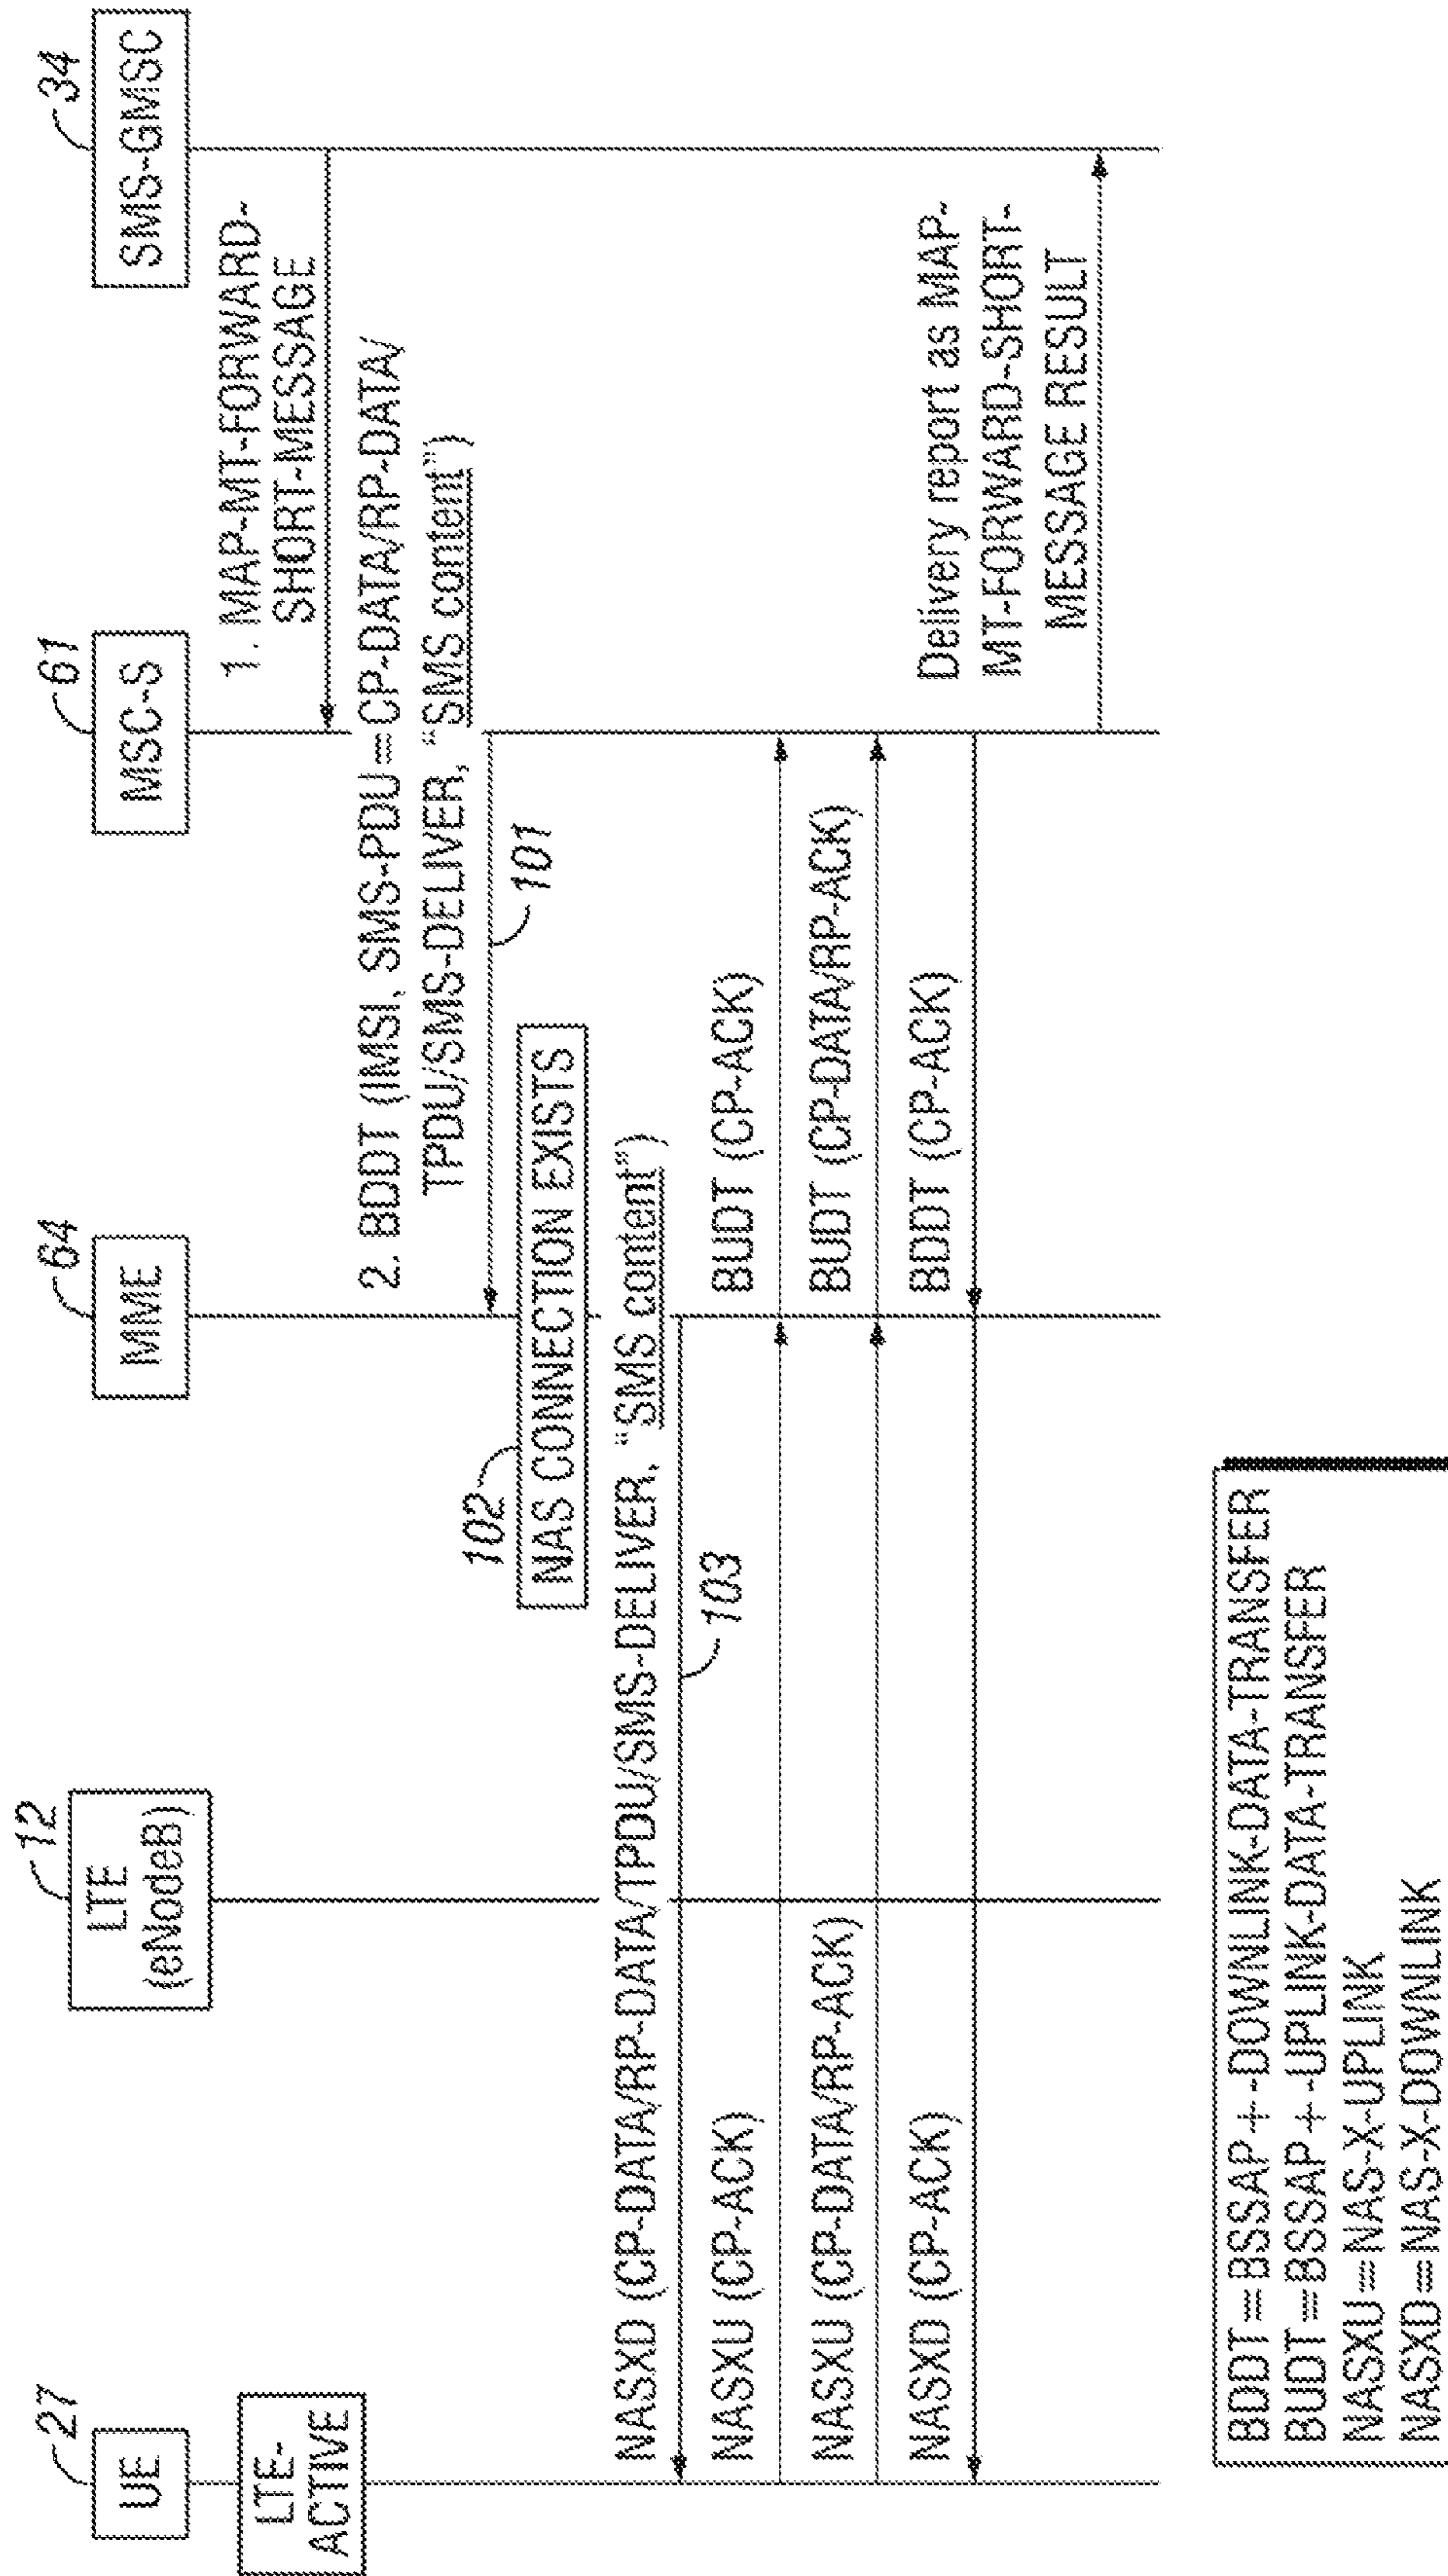 27
UE
LTE-
ACTIVE
12
LTE
(eNodeB)
64
MME
61
MSC-S
34
SMS-GMSC
1. MAP-MT-FORWARD-
SHORT-MESSAGE
2. BDDT (IMSI, SMS-PDU=CP-DATA/RP-DATA/
TPDU/SMS-DELIVER, "SMS content")
101
102
NAS CONNECTION EXISTS
NASXD (CP-DATA/RP-DATA/TPDU/SMS-DELIVER, "SMS content")
103
NASXU (CP-ACK)
BUDT (CP-ACK)
NASXU (CP-DATA/RP-ACK)
BUDT (CP-DATA/RP-ACK)
NASXD (CP-ACK)
BDDT (CP-ACK)
Delivery report as MAP-
MT-FORWARD-SHORT-
MESSAGE RESULT
BDDT=BSSAP+-DOWNLINK-DATA-TRANSFER
BUDT=BSSAP+-UPLINK-DATA-TRANSFER
NASXU=NAS-X-UPLINK
NASXD=NAS-X-DOWNLINK